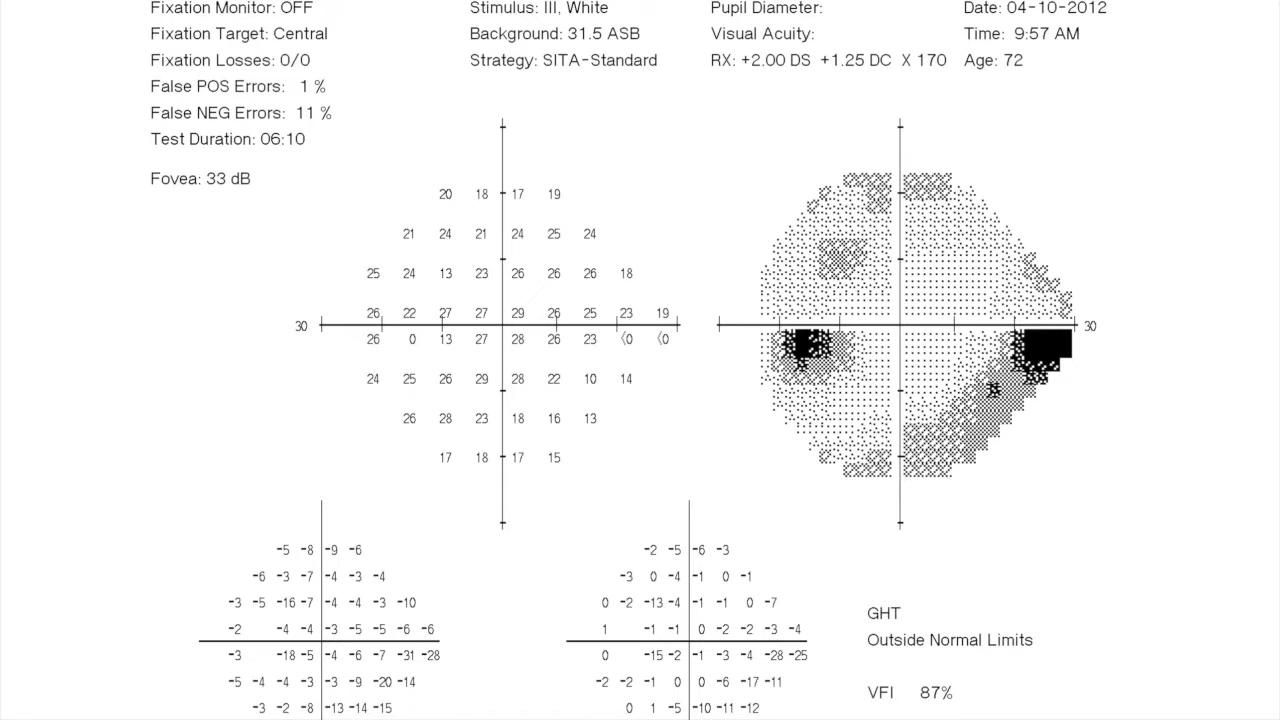 Fixation Monitor: OFF Stimulus: III, White Pupil Diameter: Date: 04-10-2012
Fixation Target: Central Background: 31.5 ASB Visual Acuity: Time: 9:57 AM
Fixation Losses: 0/0 Strategy: SITA-Standard RX: +2.00 DS +1.25 DC X 170 Age: 72
False POS Errors: 1 %
False NEG Errors: 11 %
Test Duration: 06:10
Fovea: 33 dB
20 18 17 19
21 24 21 24 25 24
25 24 13 23 26 26 26 18
26 22 27 27 29 26 25 23 19
30 30
26 0 13 27 28 26 23 <0 <0
24 25 26 29 28 22 10 14
26 28 23 18 16 13
17 18 17 15
-5 -8 -9 -6 -2 -5 -6 -3
-6 -3 -7 -4 -3 -4 -3 0 -4 -1 0 -1
-3 -5 -16 -7 -4 -4 -3 -10 0 -2 -13 -4 -1 -1 0 -7
-2 -4 -4 -3 -5 -5 -6 -6 1 -1 -1 0 -2 -2 -3 -4
-3 -18 -5 -4 -6 -7 -31 -28 0 -15 -2 -1 -3 -4 -28 -25
-5 -4 -4 -3 -3 -9 -20 -14 -2 -2 -1 0 0 -6 -17 -11
-3 -2 -8 -13 -14 -15 0 1 -5 -10 -11 -12
GHT
Outside Normal Limits
VFI 87%